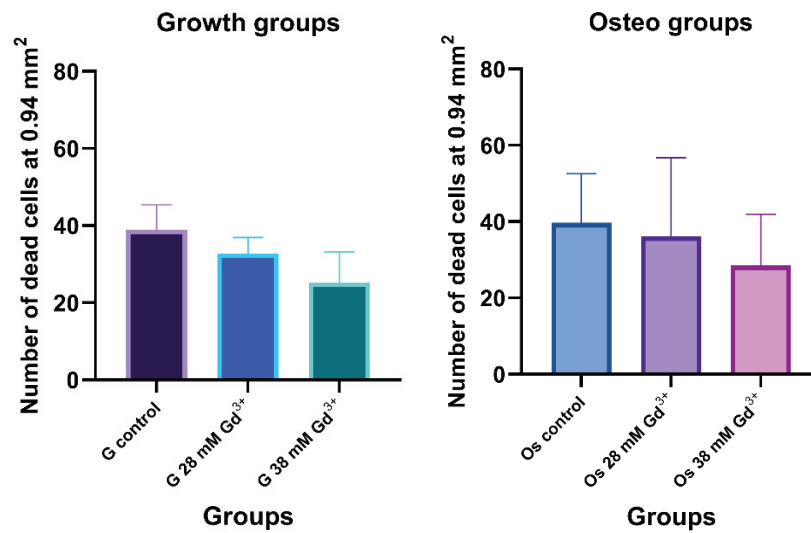 Growth groups
Number of dead cells at 0.94 mm²
80
60
40
20
0
G control
G 28 mM Gd³⁺
G 38 mM Gd³⁺
Groups
Osteo groups
Number of dead cells at 0.94 mm²
80
60
40
20
0
Os control
Os 28 mM Gd³⁺
Os 38 mM Gd³⁺
Groups